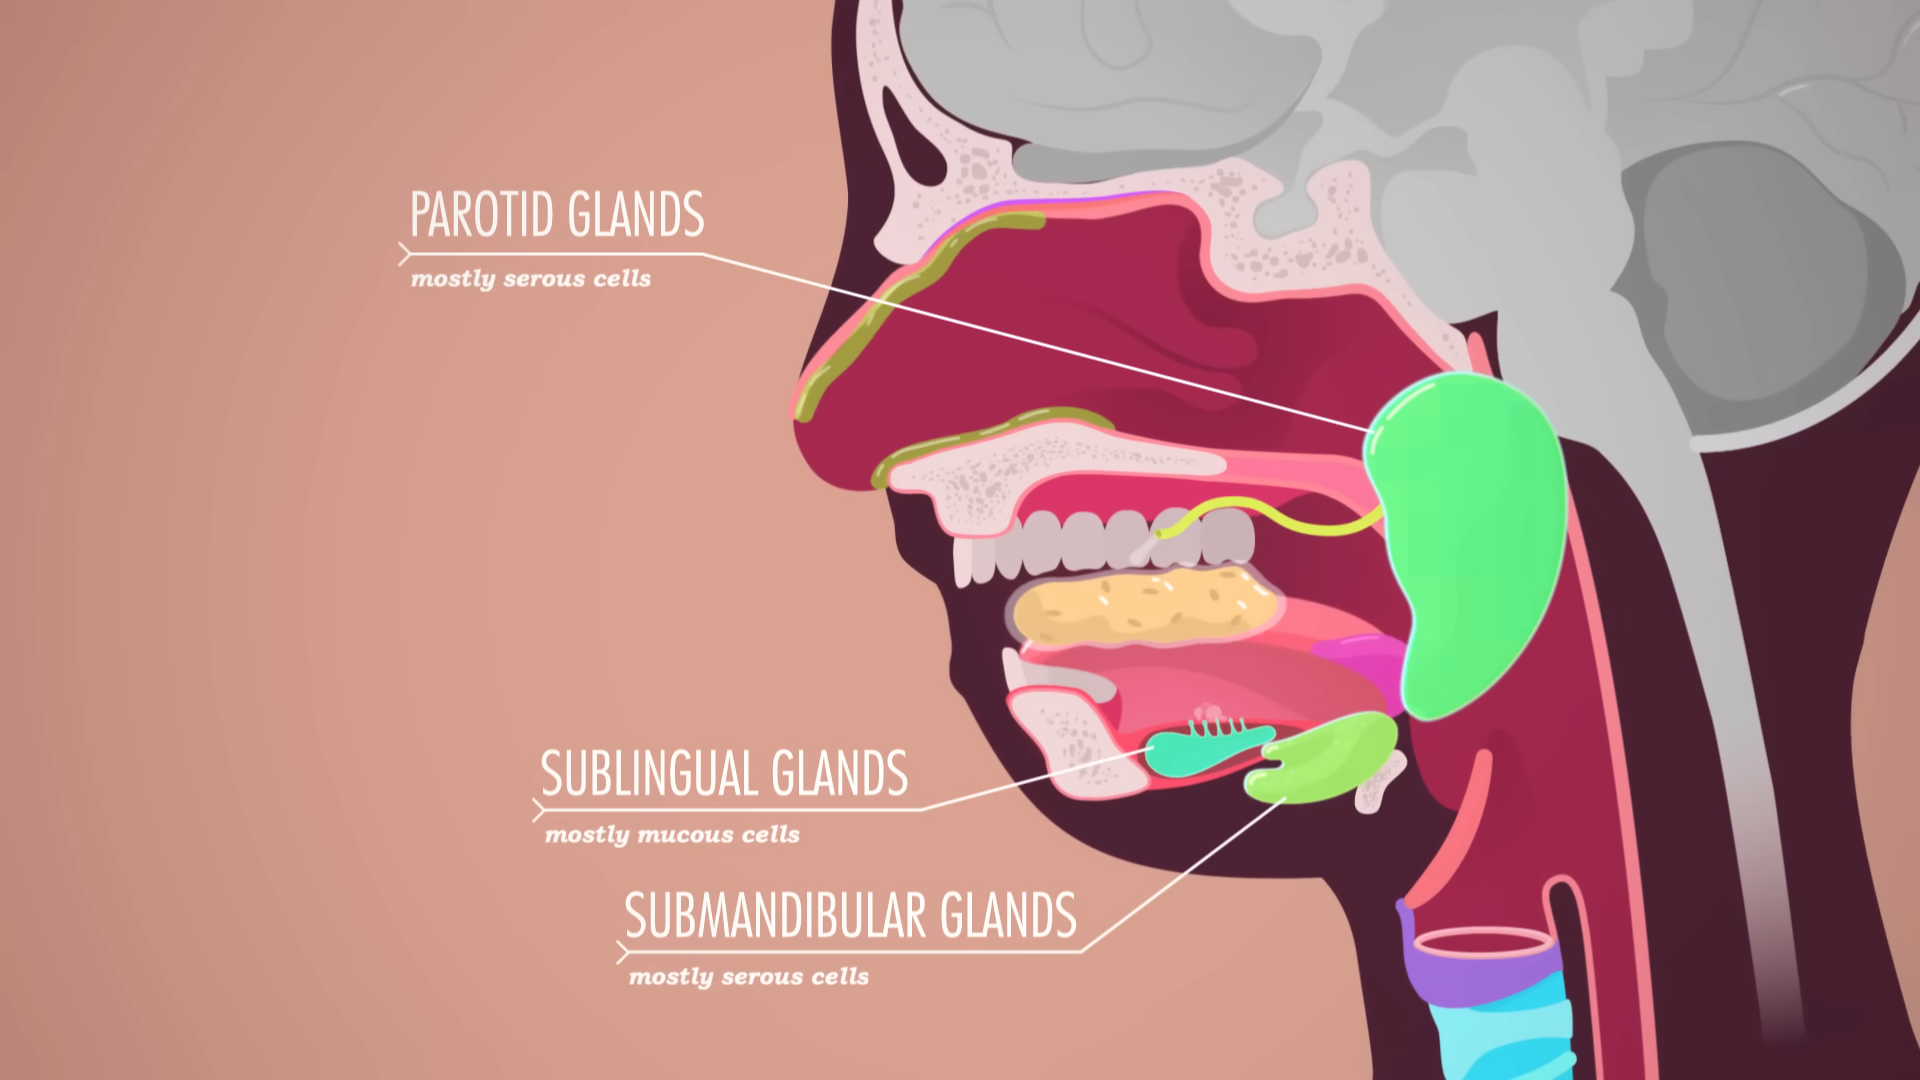 PAROTID GLANDS
mostly serous cells
SUBLINGUAL GLANDS
mostly mucous cells
SUBMANDIBULAR GLANDS
mostly serous cells